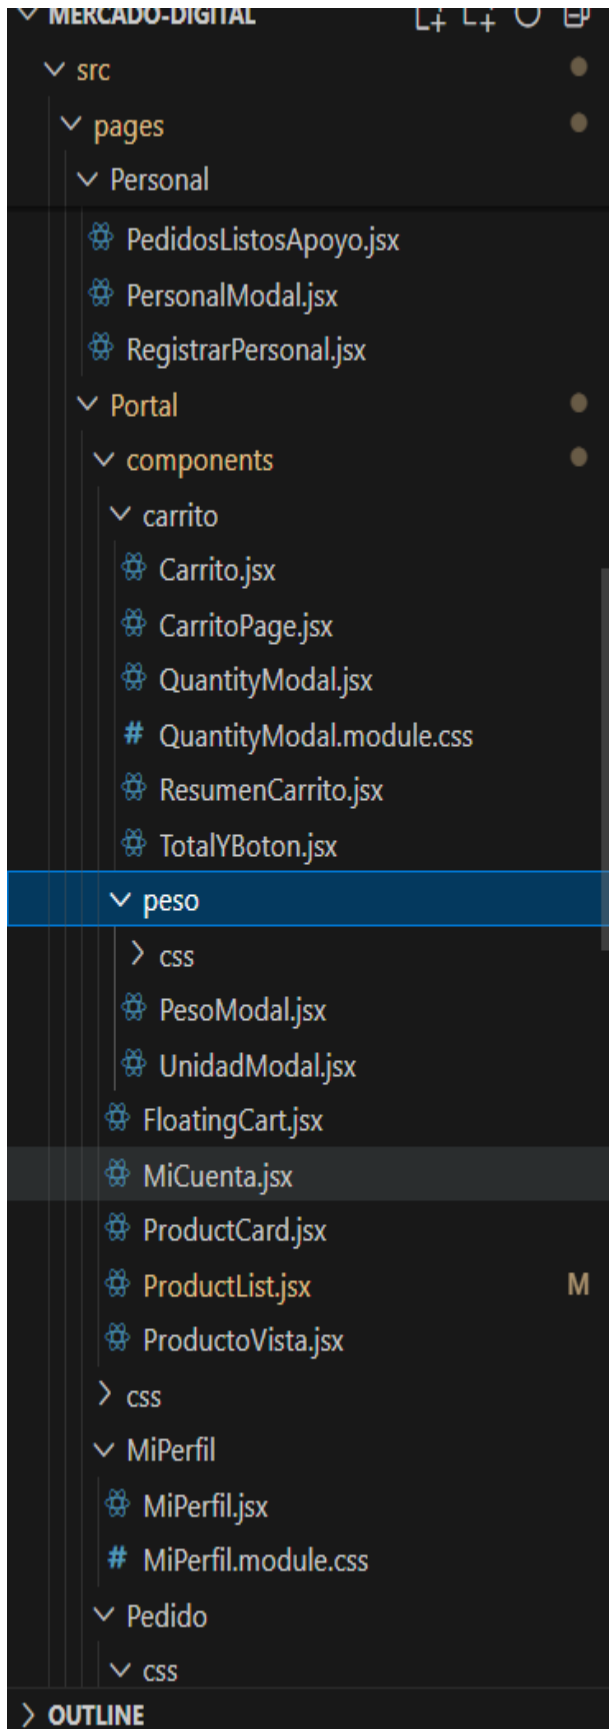 MERCADO-DIGITAL
src
pages
Personal
PedidosListosApoyo.jsx
PersonalModal.jsx
RegistrarPersonal.jsx
Portal
components
carrito
Carrito.jsx
CarritoPage.jsx
QuantityModal.jsx
# QuantityModal.module.css
ResumenCarrito.jsx
TotalYBoton.jsx
peso
css
PesoModal.jsx
UnidadModal.jsx
FloatingCart.jsx
MiCuenta.jsx
ProductCard.jsx
ProductList.jsx M
ProductoVista.jsx
css
MiPerfil
MiPerfil.jsx
# MiPerfil.module.css
Pedido
css
OUTLINE